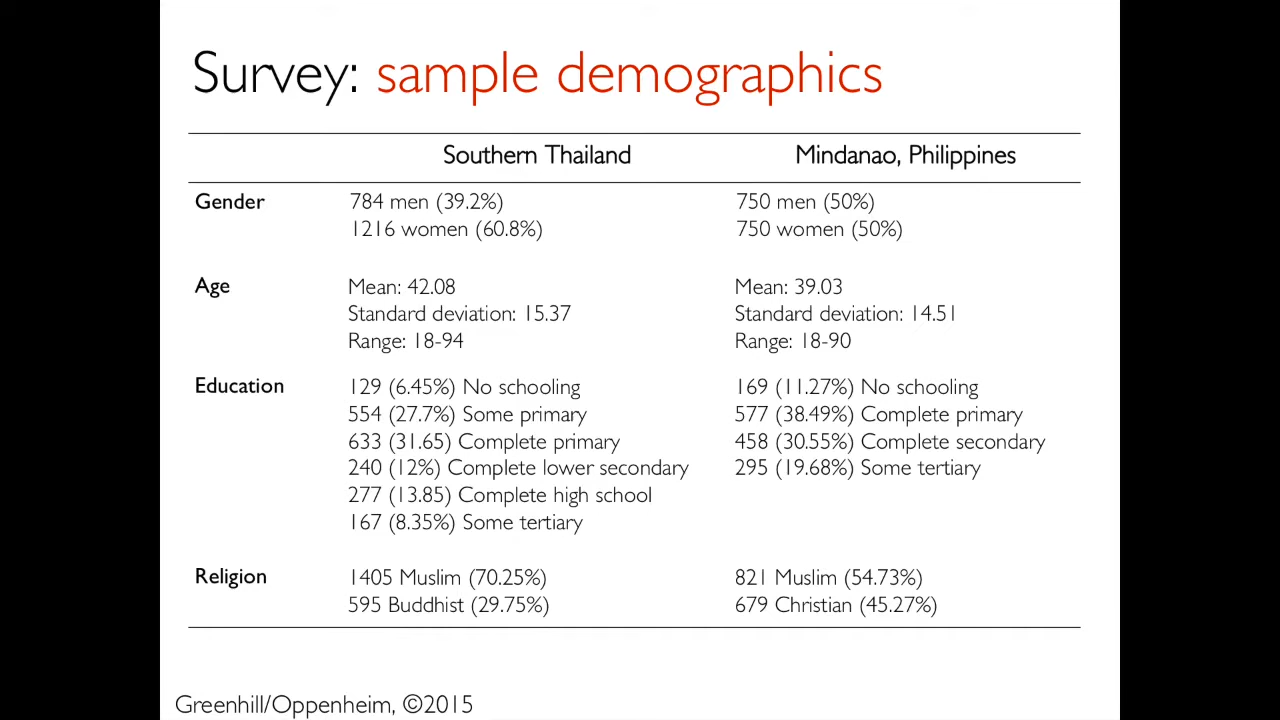 Survey: sample demographics
Southern Thailand Mindanao, Philippines
Gender 784 men (39.2%) 750 men (50%)
1216 women (60.8%) 750 women (50%)
Age Mean: 42.08 Mean: 39.03
Standard deviation: 15.37 Standard deviation: 14.51
Range: 18-94 Range: 18-90
Education 129 (6.45%) No schooling 169 (11.27%) No schooling
554 (27.7%) Some primary 577 (38.49%) Complete primary
633 (31.65) Complete primary 458 (30.55%) Complete secondary
240 (12%) Complete lower secondary 295 (19.68%) Some tertiary
277 (13.85) Complete high school
167 (8.35%) Some tertiary
Religion 1405 Muslim (70.25%) 821 Muslim (54.73%)
595 Buddhist (29.75%) 679 Christian (45.27%)
Greenhill/Oppenheim, ©2015